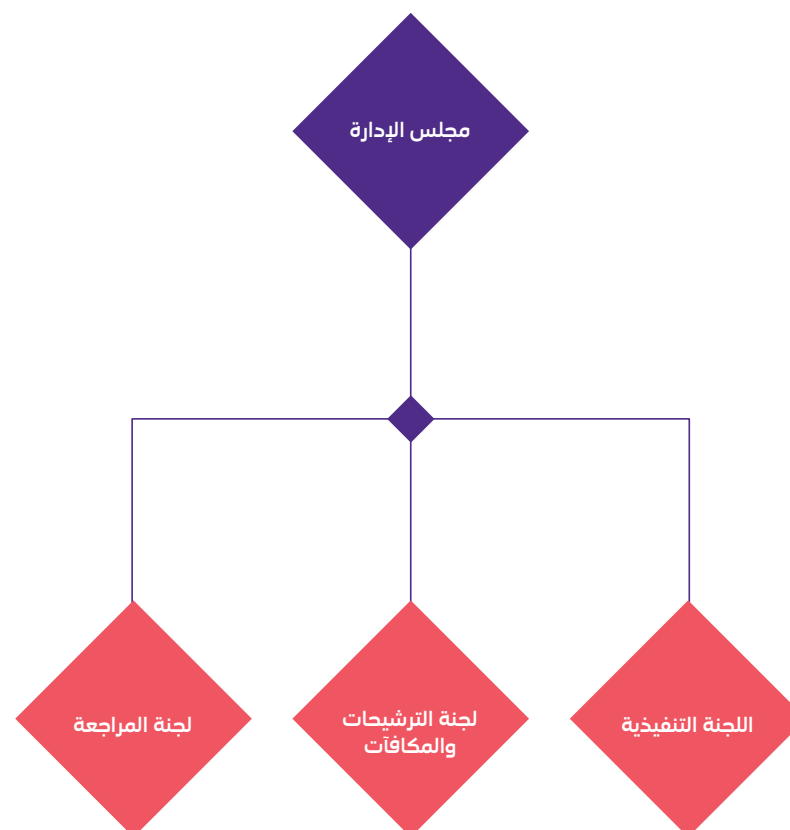 مجلس الإدارة
اللجنة التنفيذية
لجنة الترشيحات
والمكافآت
لجنة المراجعة